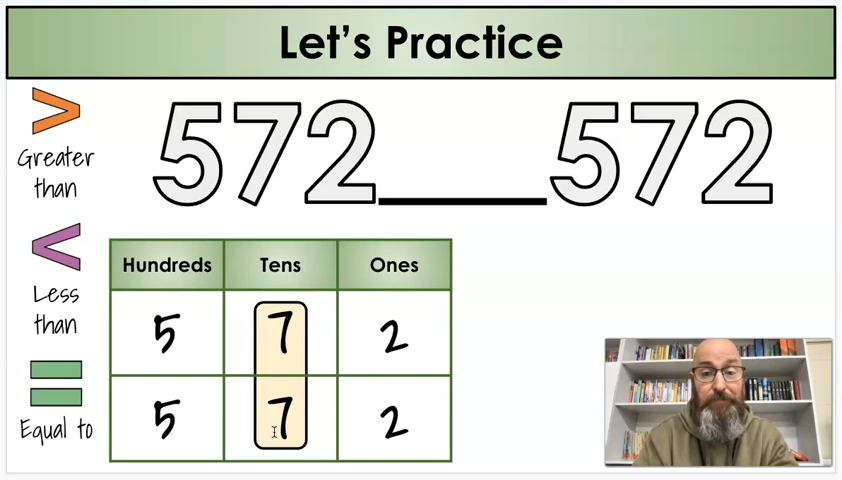 Let's Practice
>
Greater
than
572___572
<
Less
than
=
Equal to
Hundreds Tens Ones
5 7 2
5 7 2